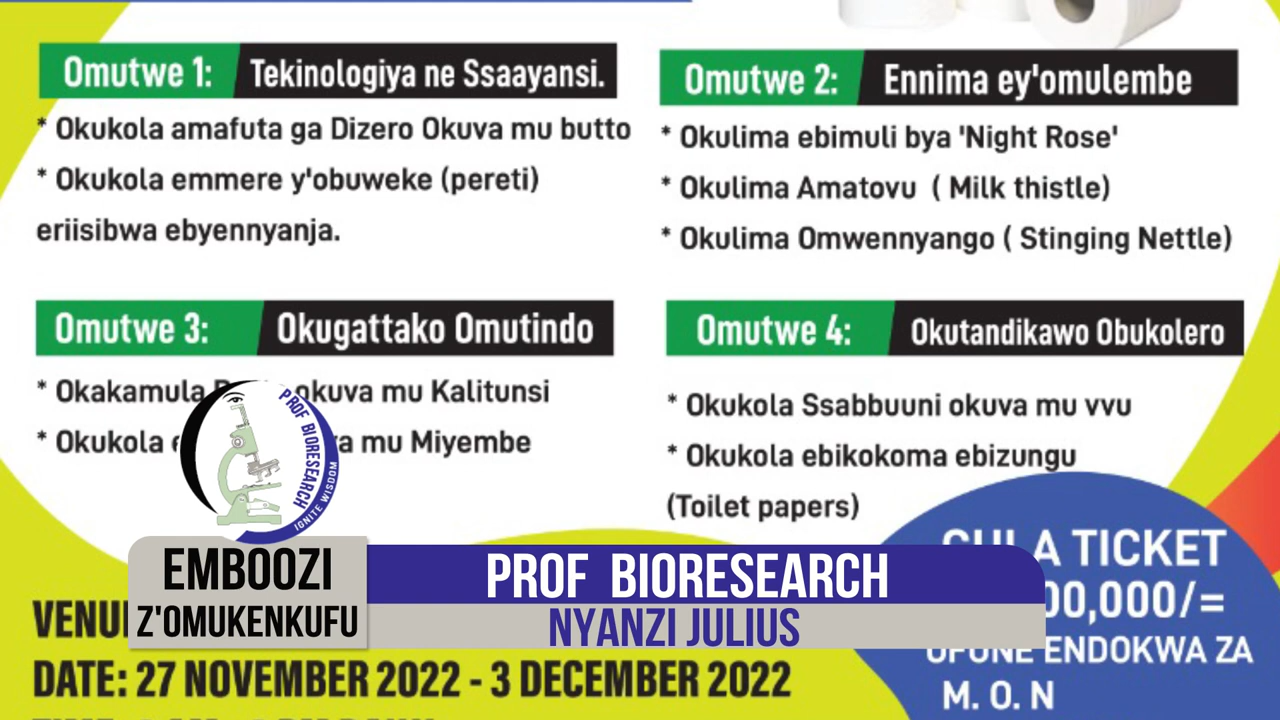 Omutwe 1: Tekinologiya ne Ssaayansi.
* Okukola amafuta ga Dizero Okuva mu butto
* Okukola emmere y'obuweke (pereti)
eriisibwa ebyennyanja.
Omutwe 2: Ennima ey'omulembe
* Okulima ebimuli bya 'Night Rose'
* Okulima Amatovu ( Milk thistle)
* Okulima Omwennyango ( Stinging Nettle)
Omutwe 3: Okugattako Omutindo
* Okakamula okuva mu Kalitunsi
* Okukola mu Miyembe
Omutwe 4: Okutandikawo Obukolero
* Okukola Ssabbuuni okuva mu vvu
* Okukola ebikokoma ebizungu
(Toilet papers)
PROF BIORESEARCH
IGNITE WISDOM
EMBOOZI
Z'OMUKENKUFU
PROF BIORESEARCH
NYANZI JULIUS
DATE: 27 NOVEMBER 2022 - 3 DECEMBER 2022
GULA TICKET
00,000/=
OFUNE ENDOKWA ZA
M. O. N